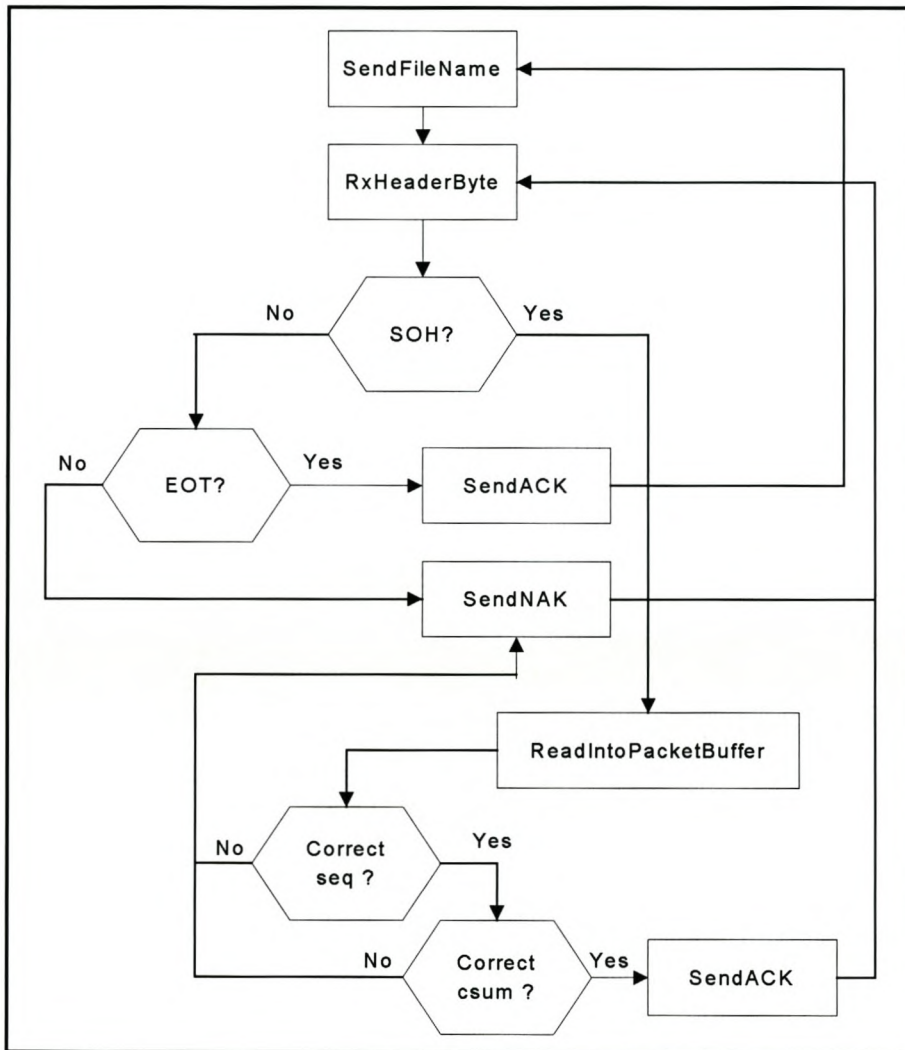 SendFileName
RxHeaderByte
No
Yes
SOH?
No
Yes
EOT?
SendACK
SendNAK
ReadIntoPacketBuffer
No
Correct
seq ?
Yes
No
Correct
csum ?
Yes
SendACK